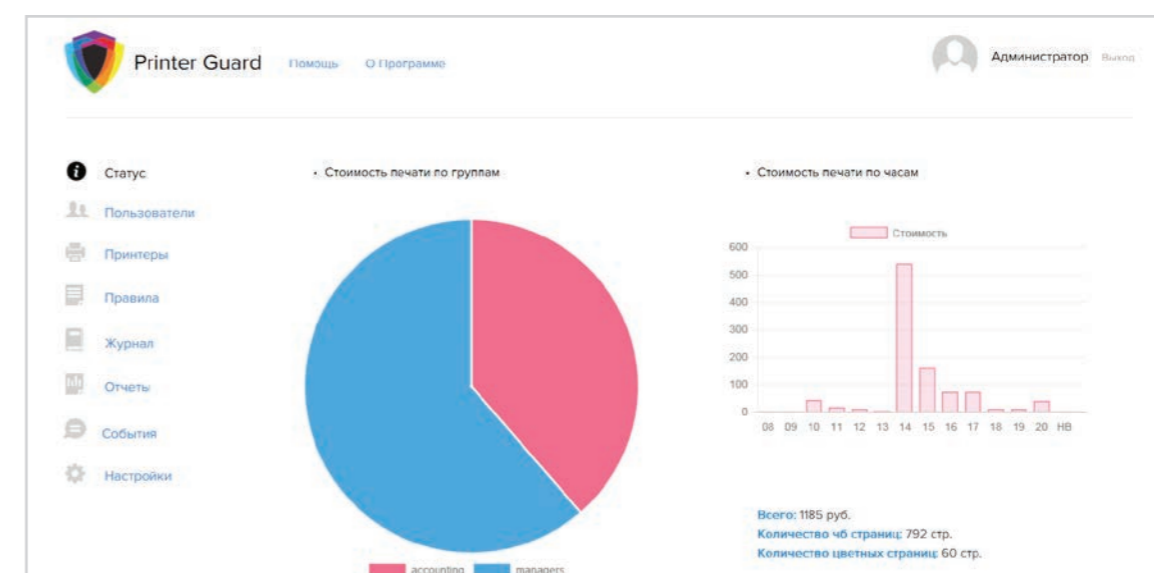 Printer Guard Помощь О Программе Администратор Выход
Статус
Пользователи
Принтеры
Правила
Журнал
Отчеты
События
Настройки
• Стоимость печати по группам
accounting managers
• Стоимость печати по часам
Стоимость
600
500
400
300
200
100
0
08 09 10 11 12 13 14 15 16 17 18 19 20 НВ
Всего: 1185 руб.
Количество чб страниц: 792 стр.
Количество цветных страниц: 60 стр.